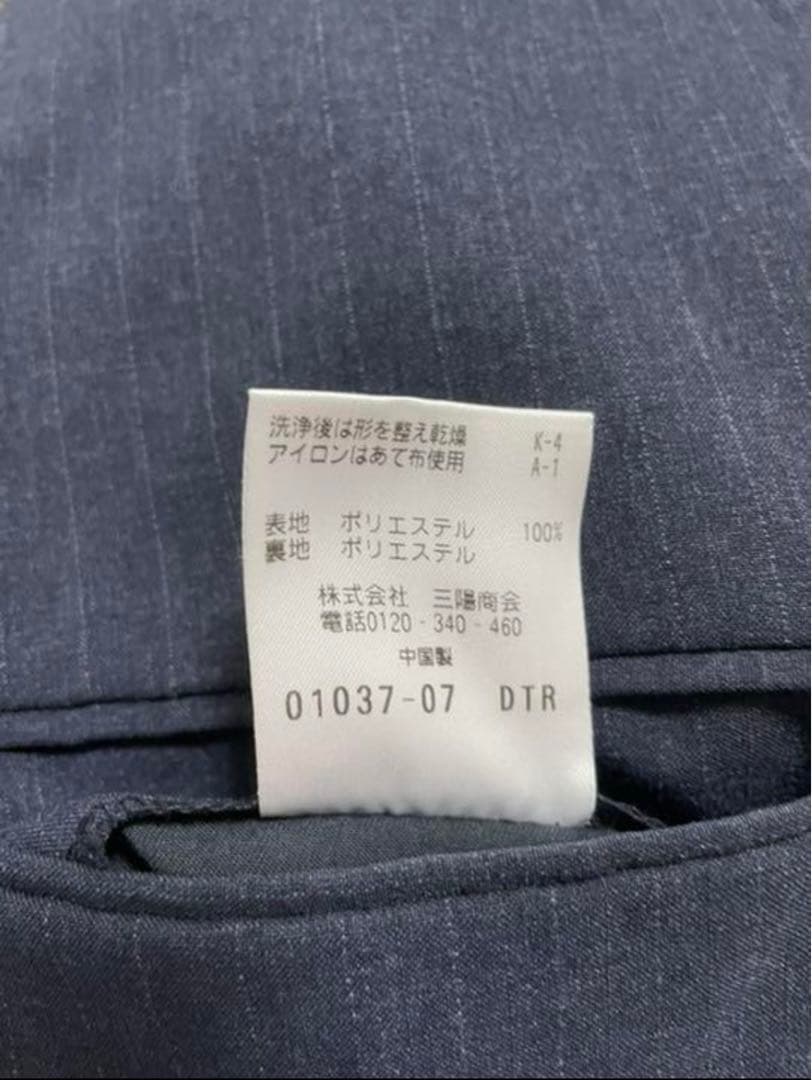 洗浄後は形を整え乾燥 K-4
アイロンはあて布使用 A-1
表地 ポリエステル 100%
裏地 ポリエステル
株式会社 三陽商会
電話0120-340-460
中国製
01037-07 DTR